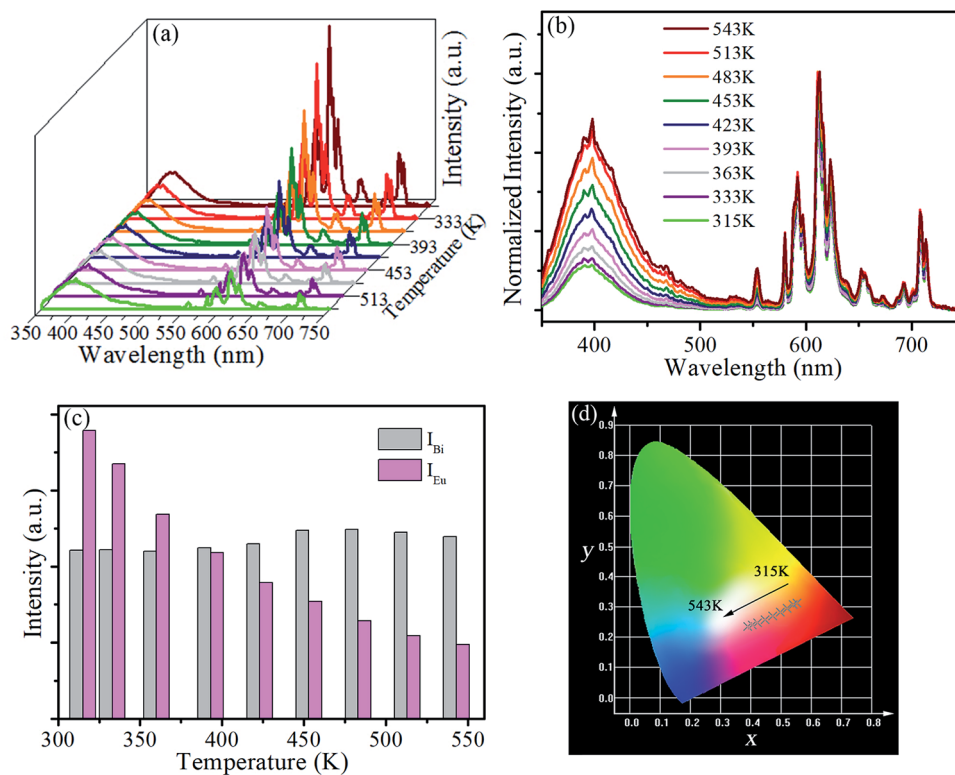 (a)
Intensity (a.u.)
333
393
453
513
Temperature (K)
350 400 450 500 550 600 650 700 750
Wavelength (nm)
(b)
Normalized Intensity (a.u.)
543K
513K
483K
453K
423K
393K
363K
333K
315K
400 500 600 700
Wavelength (nm)
(c)
Intensity (a.u.)
I_Bi
I_Eu
300 350 400 450 500 550
Temperature (K)
(d)
0.9
0.8
0.7
0.6
0.5
0.4
0.3
0.2
0.1
0.0
y
315K
543K
0.0 0.1 0.2 0.3 0.4 0.5 0.6 0.7 0.8
x